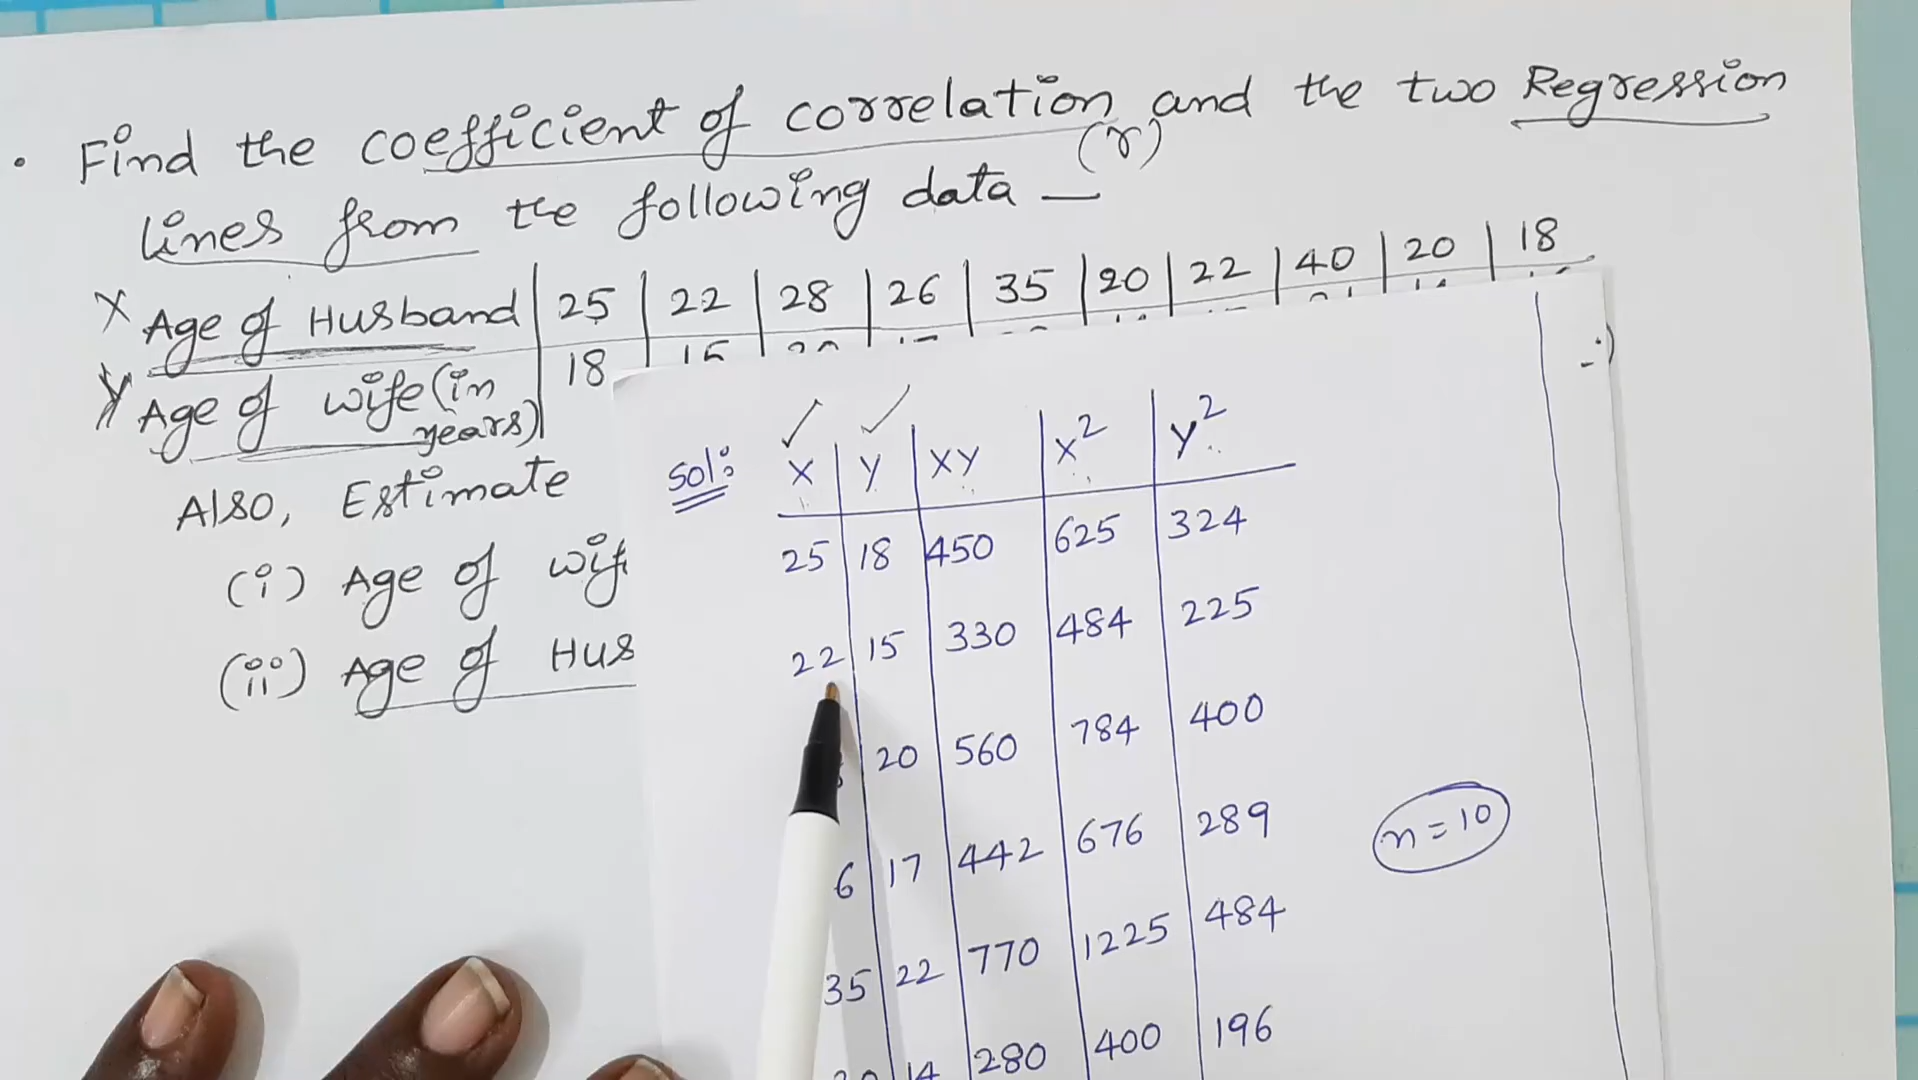 . Find the coefficient of correlation and the two Regression
(r)
lines from the following data —
X Age of Husband | 25 | 22 | 28 | 26 | 35 | 20 | 22 | 40 | 20 | 18
Y Age of wife (in years) | 18
Also, Estimate
(i) Age of wif
(ii) Age of Hus
Sol: X | Y | XY | X² | Y²
25 | 18 | 450 | 625 | 324
22 | 15 | 330 | 484 | 225
20 | 560 | 784 | 400
6 | 17 | 442 | 676 | 289
n = 10
35 | 22 | 770 | 1225 | 484
14 | 280 | 400 | 196